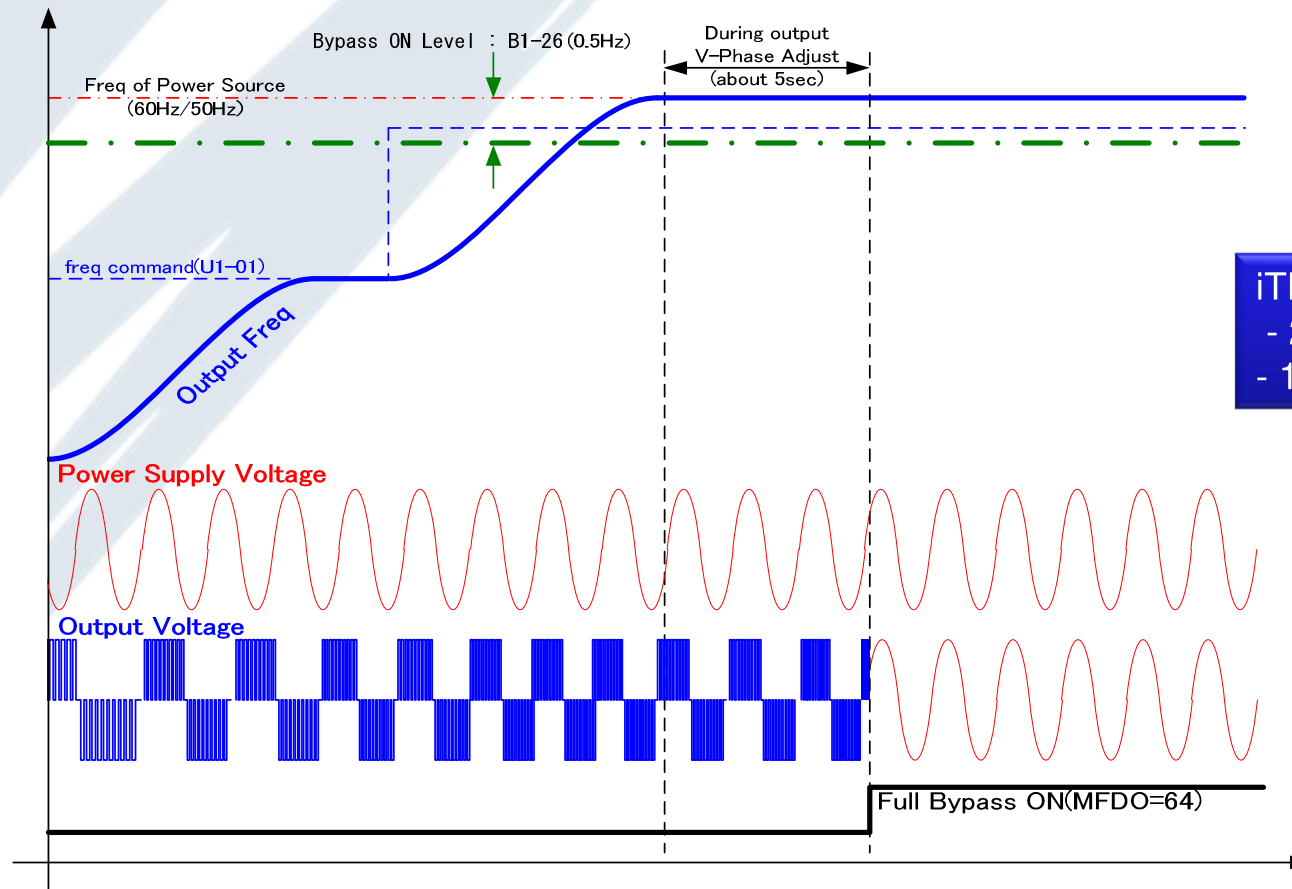 Bypass ON Level : B1-26(0.5Hz)
During output
V-Phase Adjust
(about 5sec)
Freq of Power Source
(60Hz/50Hz)
freq command(U1-01)
Output Freq
Power Supply Voltage
Output Voltage
Full Bypass ON(MFDO=64)